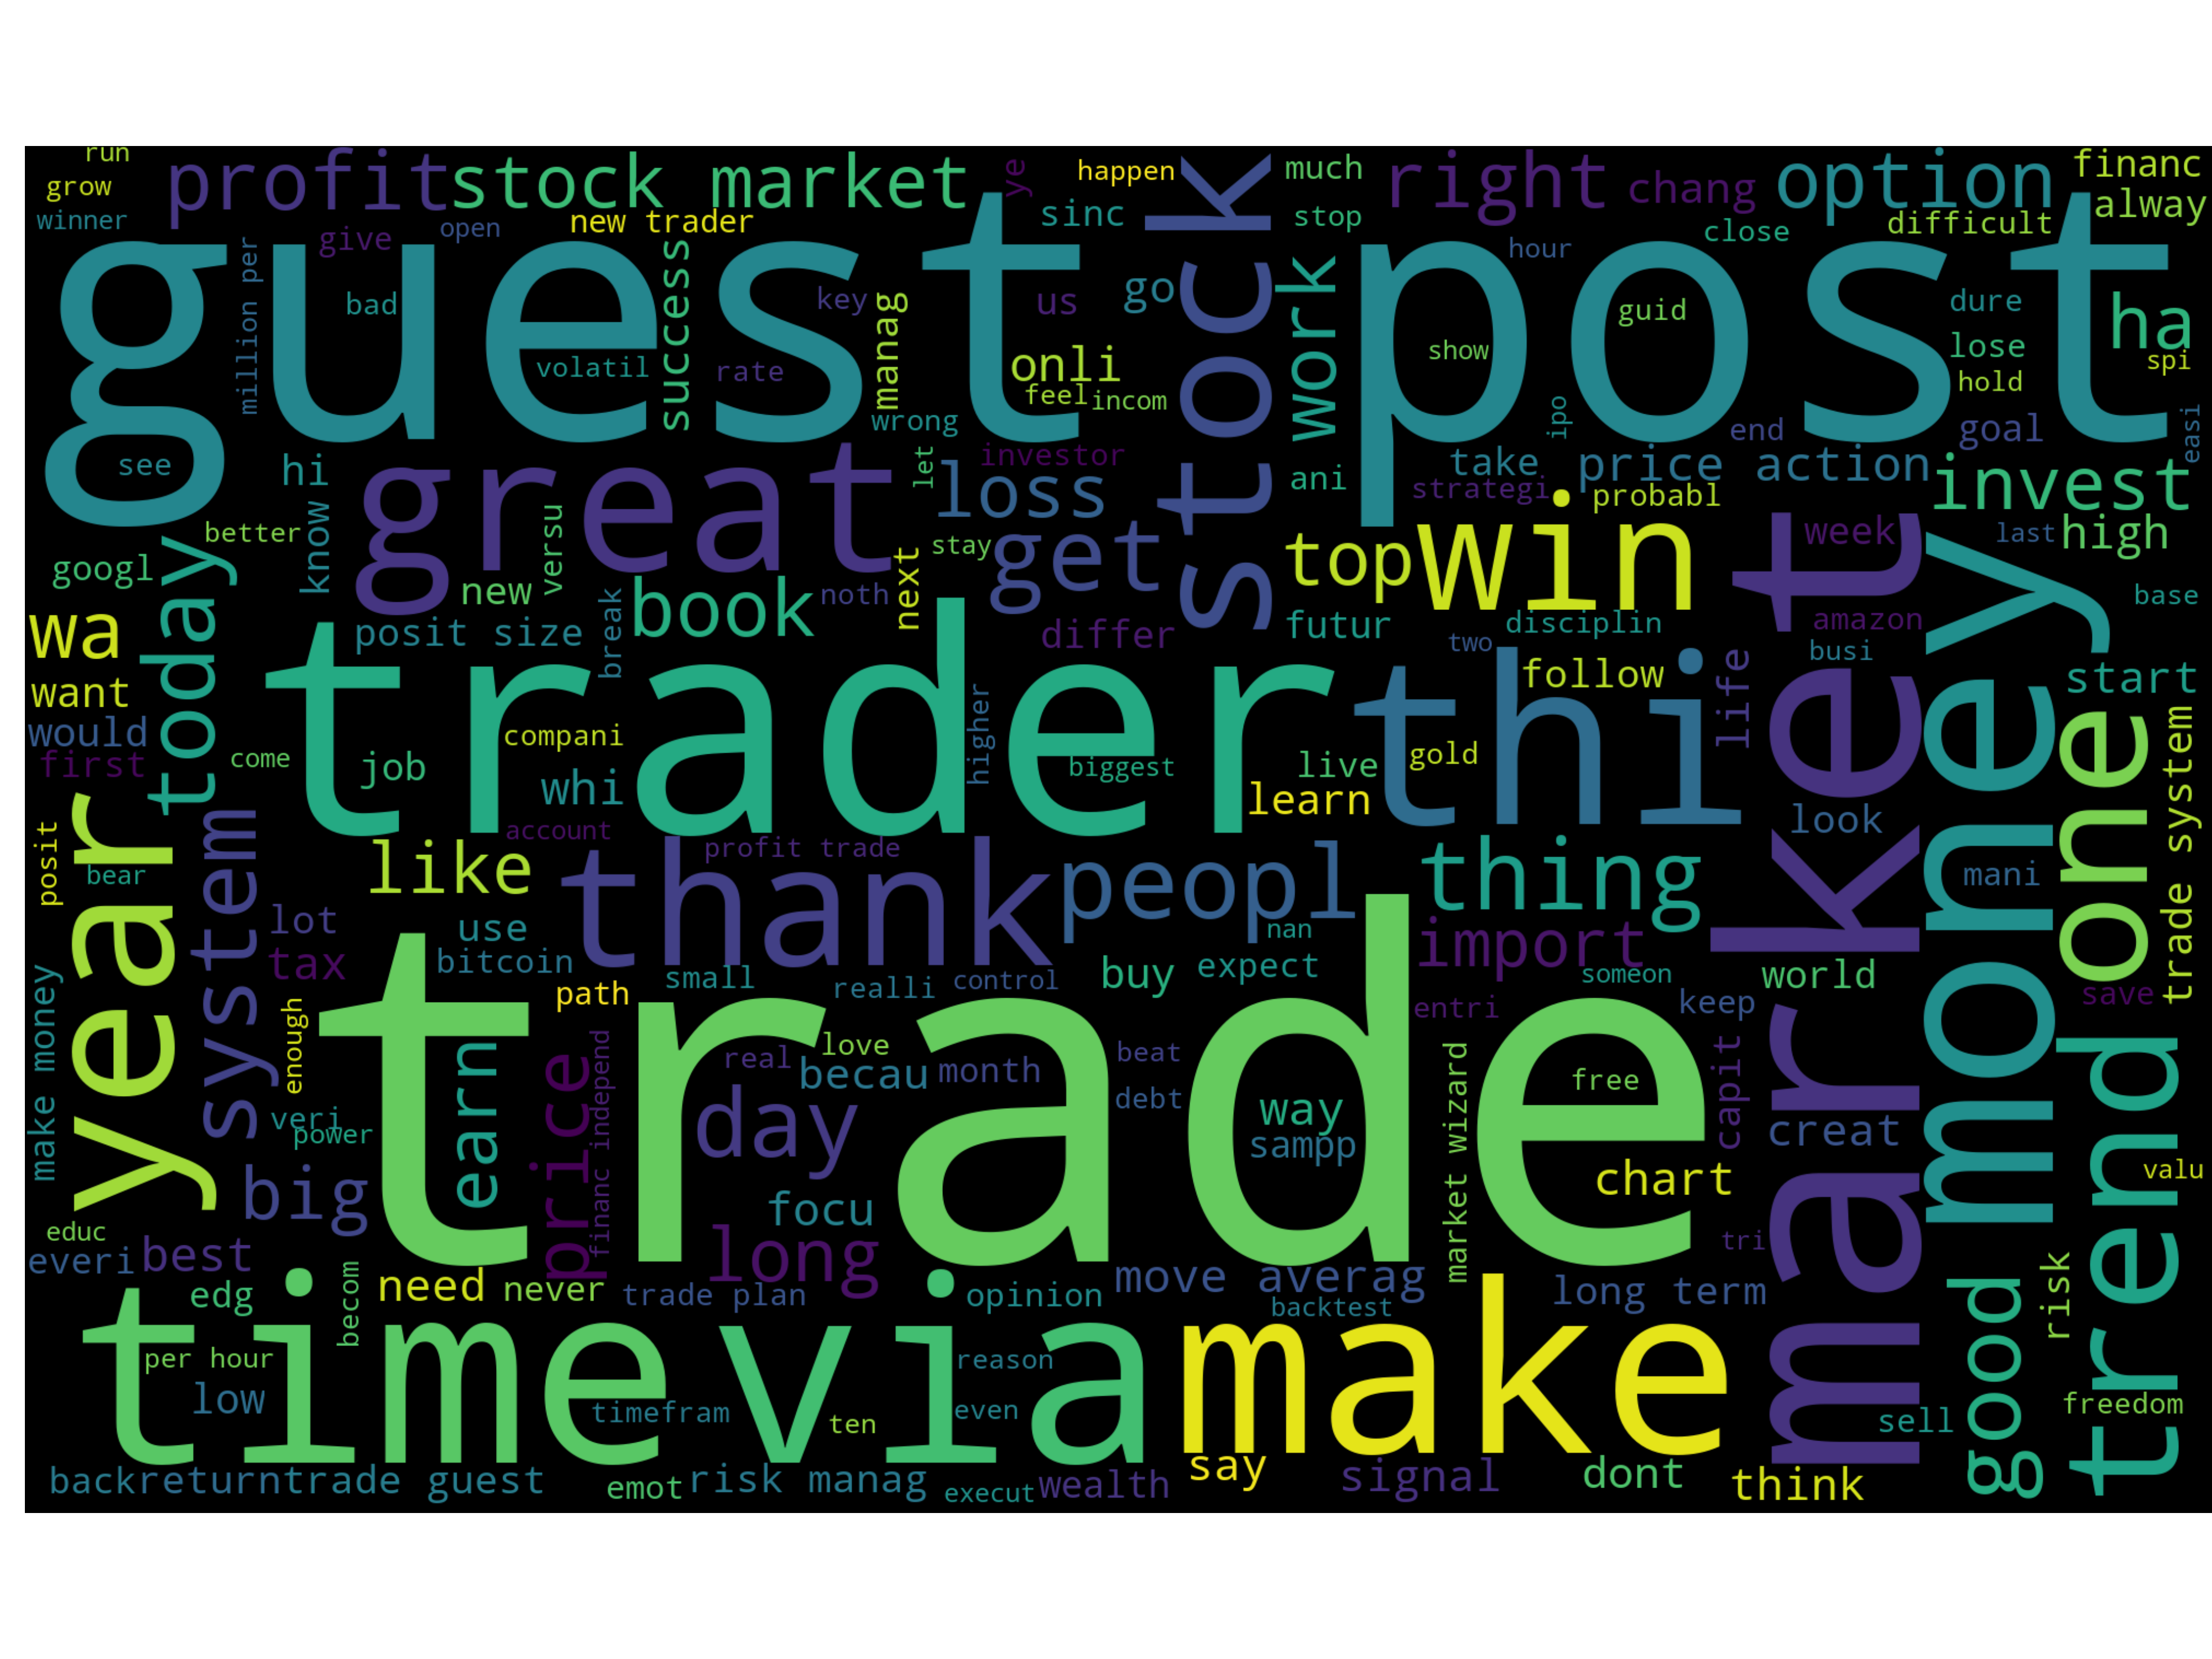 run
profit
stock market
ye
happen
much
right
chang
option
financ
grow
winner
give
open
new trader
sinc
stop
stock
hour
close
difficult
alway
guest post
million per
bad
volatil
success
key
rate
manag
us
go
onli
feel
incom
wrong
work
show
guid
dure
lose
hold
ha
spi
see
hi
let
investor
loss
ani
take
strategi
ipo
end
price action
probabl
goal
invest
easi
great
better
know
versu
googl
today
new
break
book
noth
next
stay
get
top
win
week
last
high
base
wa
want
would
first
posit size
differ
futur
disciplin
two
follow
amazon
busi
life
start
trader
come
job
compani
whi
higher
biggest
live
gold
learn
thi
look
market
money
one
trade system
year
posit
bear
system
like
account
profit trade
thank
peopl
thing
mani
lot
tax
use
bitcoin
path
small
realli
control
nan
buy
expect
import
someon
world
save
entri
keep
make money
enough
veri
power
earn
price
financ independ
real
love
becau
month
day
beat
debt
way
sampp
market wizard
free
capit
creat
trade
big
focu
long
chart
valu
trend
educ
everi
best
edg
becom
need
never
trade plan
opinion
move averag
backtest
long term
tri
good
risk
time
via
make
per hour
low
timefram
ten
reason
even
sell
freedom
back
return
trade guest
emot
risk manag
execut
wealth
say
signal
dont
think